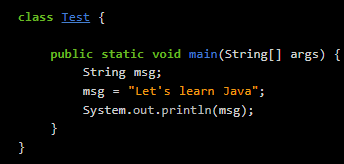 class Test {
public static void main(String[] args) {
String msg;
msg = "Let's learn Java";
System.out.println(msg);
}
}